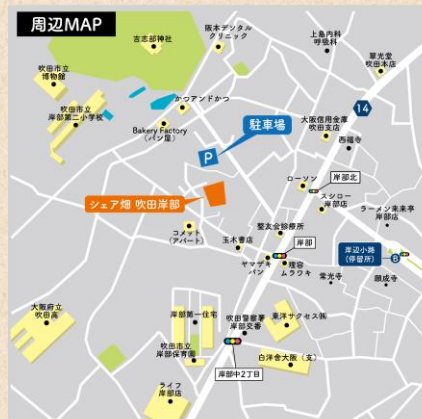 周辺MAP
吉志部神社
阪本デンタル
クリニック
上島内科
呼吸科
翠光堂
吹田本店
吹田市立
博物館
吹田市立
岸部第二小学校
かつアンドかつ
Bakery Factory
(パン屋)
P
駐車場
大阪信用金庫
吹田支店
14
西福寺
ローソン
岸部北
スシロー
岸部店
ラーメン来来亭
岸部店
シェア畑 吹田岸部
コメット
(アパート)
玉木書店
整友会診療所
岸部
ヤマザキ
パン
理容
ムラワキ
岸辺小路
(停留所)
B
常光寺
願成寺
大阪府立
吹田高
岸部第一住宅
吹田警察署
岸部交番
東洋サクセス㈱
吹田市立
岸部保育園
白洋舎大阪(支)
岸部中2丁目
ライフ
岸部店